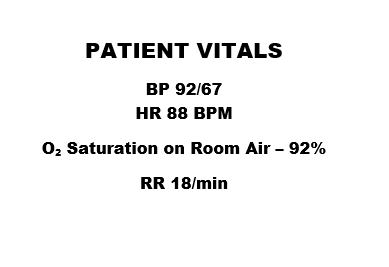 PATIENT VITALS
BP 92/67
HR 88 BPM
O₂ Saturation on Room Air – 92%
RR 18/min